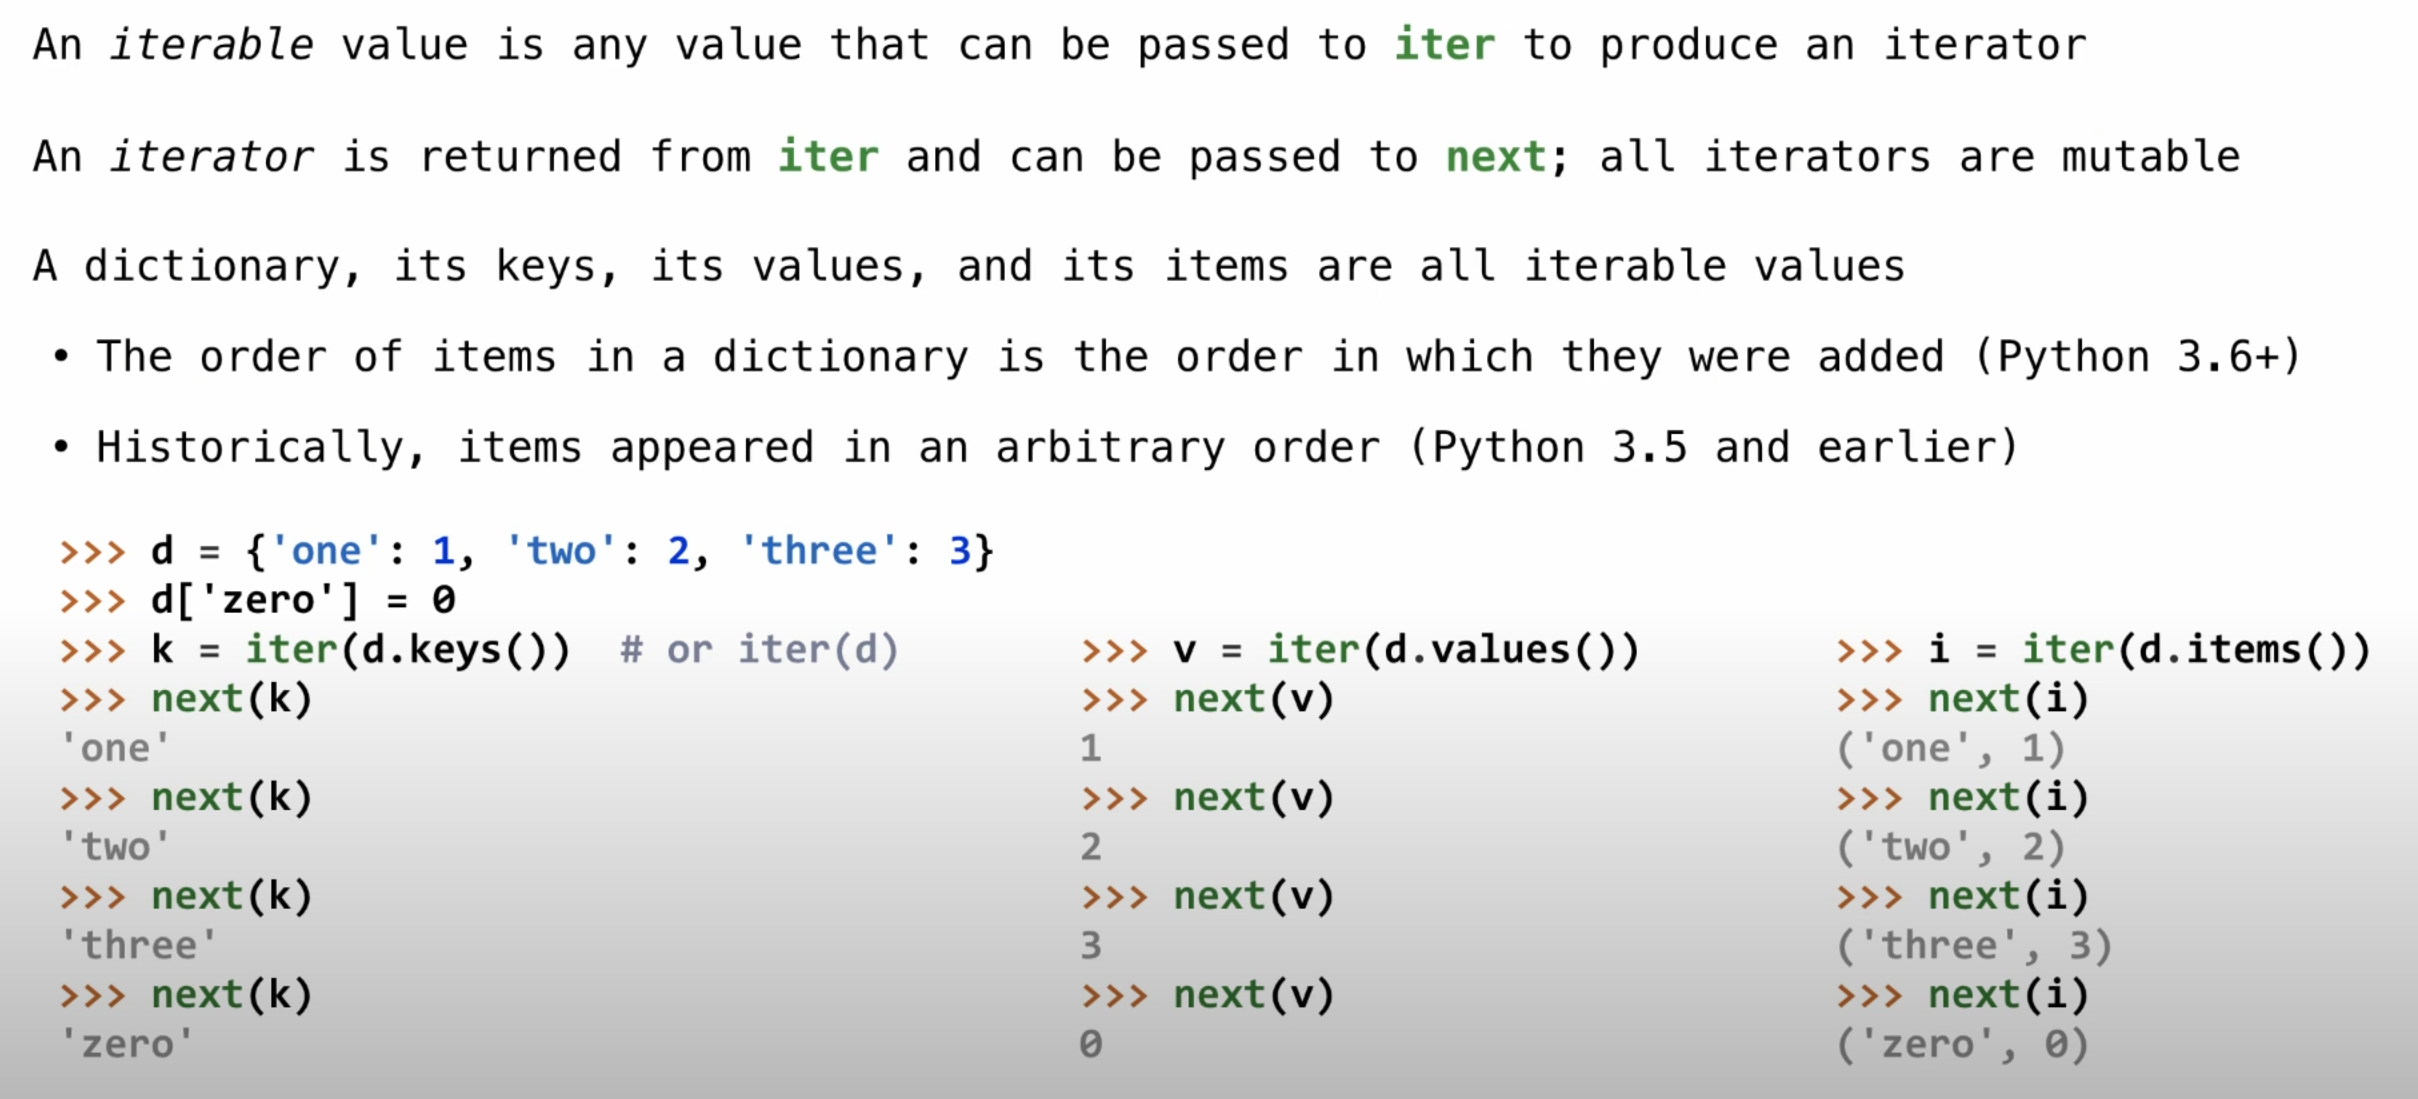 An iterable value is any value that can be passed to iter to produce an iterator
An iterator is returned from iter and can be passed to next; all iterators are mutable
A dictionary, its keys, its values, and its items are all iterable values
• The order of items in a dictionary is the order in which they were added (Python 3.6+)
• Historically, items appeared in an arbitrary order (Python 3.5 and earlier)
>>> d = {'one': 1, 'two': 2, 'three': 3}
>>> d['zero'] = 0
>>> k = iter(d.keys())  # or iter(d)
>>> next(k)
'one'
>>> next(k)
'two'
>>> next(k)
'three'
>>> next(k)
'zero'
>>> v = iter(d.values())
>>> next(v)
1
>>> next(v)
2
>>> next(v)
3
>>> next(v)
0
>>> i = iter(d.items())
>>> next(i)
('one', 1)
>>> next(i)
('two', 2)
>>> next(i)
('three', 3)
>>> next(i)
('zero', 0)